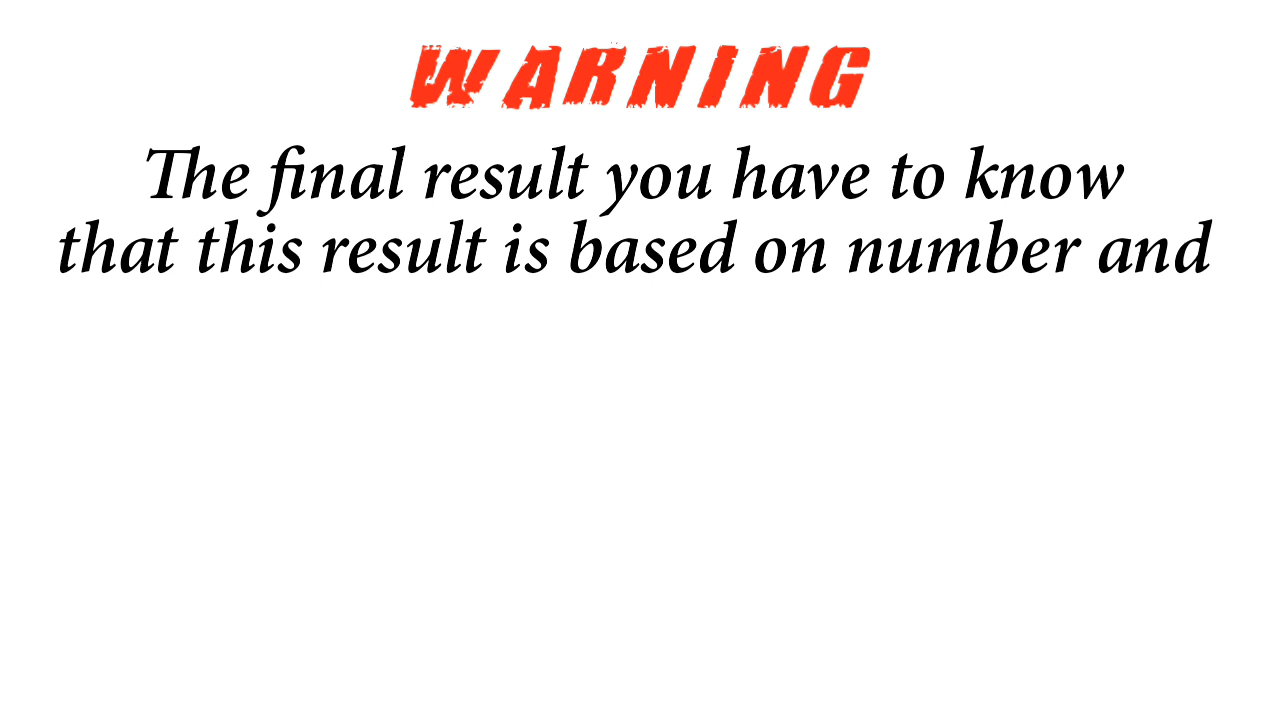 WARNING
The final result you have to know
that this result is based on number and